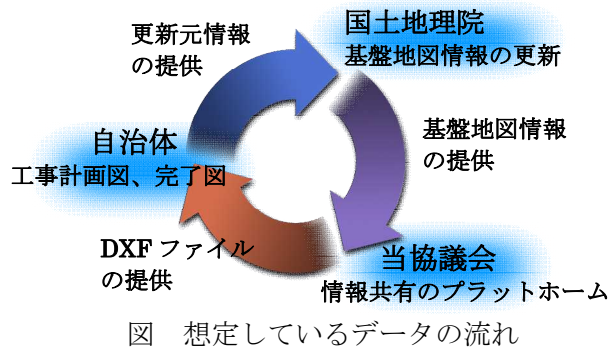 更新元情報
の提供
国土地理院
基盤地図情報の更新
基盤地図情報
の提供
自治体
工事計画図、完了図
DXF ファイル
の提供
当協議会
情報共有のプラットホーム
図　想定しているデータの流れ